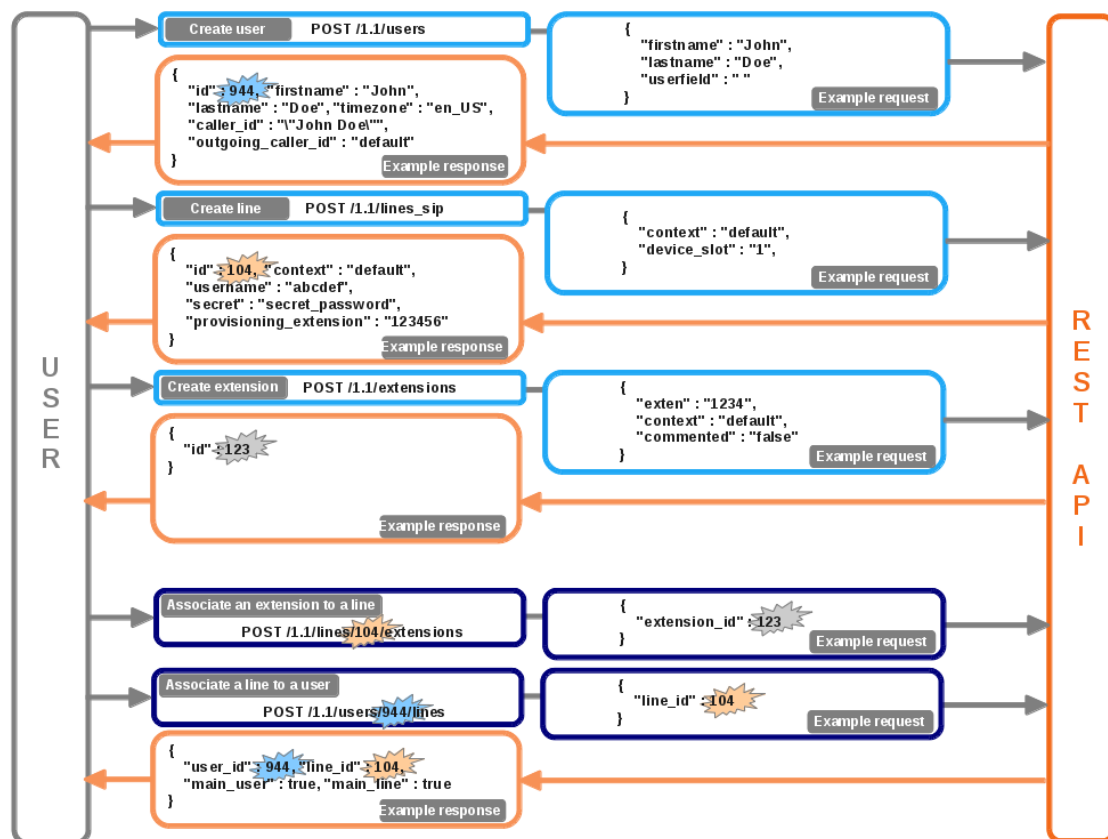 USER
REST API
Create user POST /1.1/users
{
"firstname" : "John",
"lastname" : "Doe",
"userfield" : " "
}
Example request
{
"id" : 944, "firstname" : "John",
"lastname" : "Doe", "timezone" : "en_US",
"caller_id" : "\"John Doe\"",
"outgoing_caller_id" : "default"
}
Example response
Create line POST /1.1/lines_sip
{
"context" : "default",
"device_slot" : "1",
}
Example request
{
"id" : 104, "context" : "default",
"username" : "abcdef",
"secret" : "secret_password",
"provisioning_extension" : "123456"
}
Example response
Create extension POST /1.1/extensions
{
"exten" : "1234",
"context" : "default",
"commented" : "false"
}
Example request
{
"id" : 123
}
Example response
Associate an extension to a line
POST /1.1/lines/104/extensions
{
"extension_id" : 123
}
Example request
Associate a line to a user
POST /1.1/users/944/lines
{
"line_id" : 104
}
Example request
{
"user_id" : 944, "line_id" : 104,
"main_user" : true, "main_line" : true
}
Example response